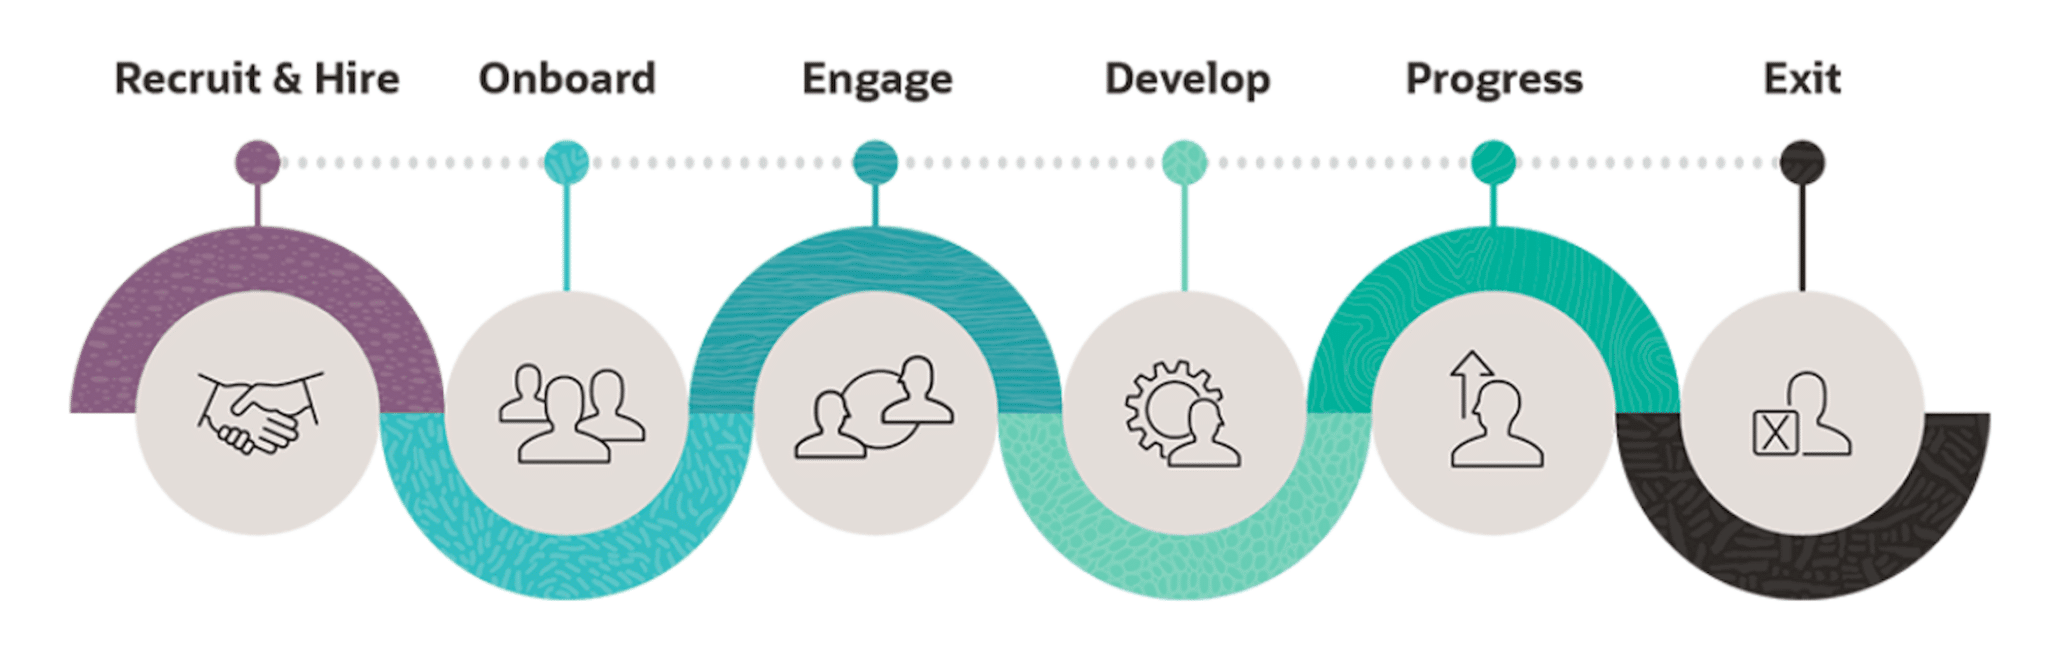 Recruit & Hire
Onboard
Engage
Develop
Progress
Exit
X